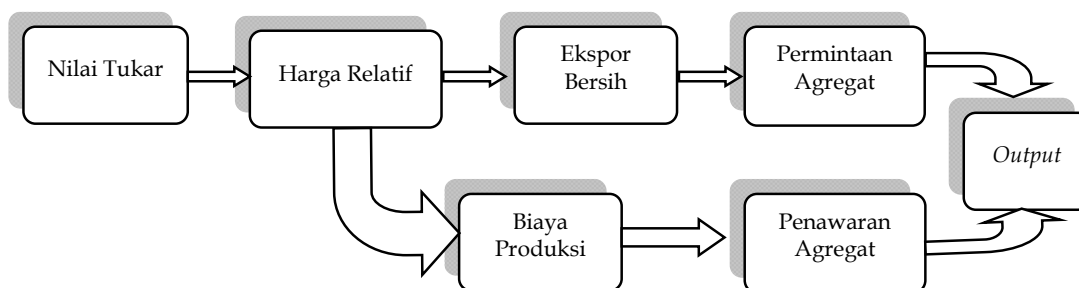 Nilai Tukar
Harga Relatif
Ekspor
Bersih
Permintaan
Agregat
Output
Biaya
Produksi
Penawaran
Agregat